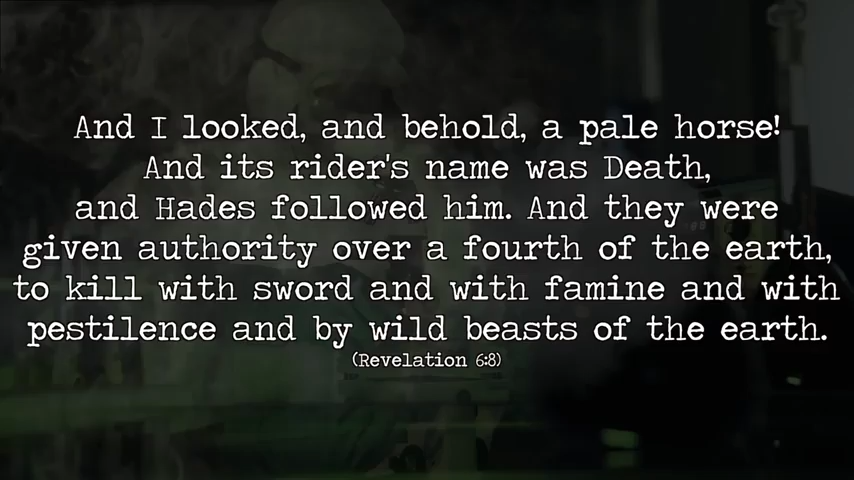 And I looked, and behold, a pale horse!
And its rider's name was Death,
and Hades followed him. And they were
given authority over a fourth of the earth,
to kill with sword and with famine and with
pestilence and by wild beasts of the earth.
(Revelation 6:8)